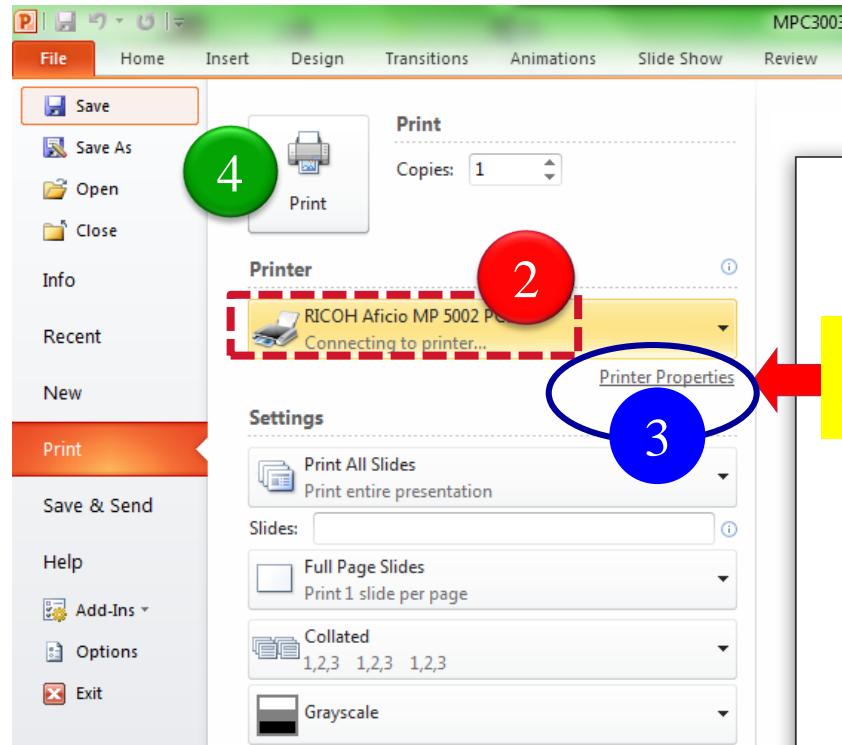 MPC3003
File Home Insert Design Transitions Animations Slide Show Review
Save
Save As
Open
Close
Info
Recent
New
Print
Save & Send
Help
Add-Ins
Options
Exit
4
Print
Print
Copies: 1
Printer
2
RICOH Aficio MP 5002
Connecting to printer...
Printer Properties
3
Settings
Print All Slides
Print entire presentation
Slides:
Full Page Slides
Print 1 slide per page
Collated
1,2,3 1,2,3 1,2,3
Grayscale